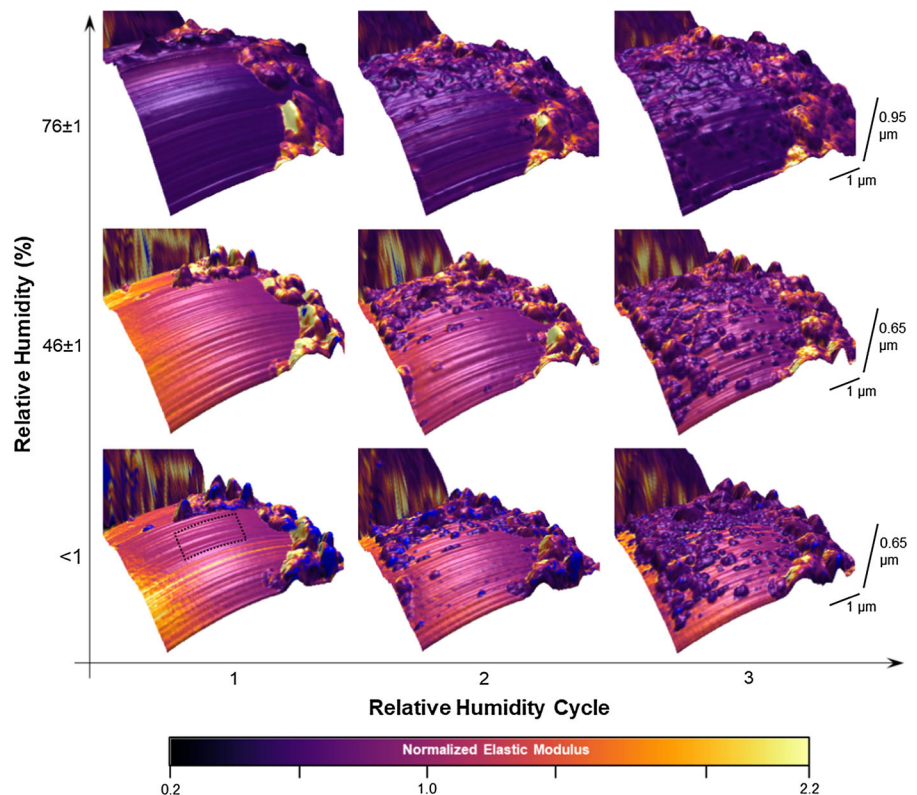 Relative Humidity (%)
76±1
0.95
µm
1 µm
46±1
0.65
µm
1 µm
<1
0.65
µm
1 µm
1
2
3
Relative Humidity Cycle
Normalized Elastic Modulus
0.2
1.0
2.2